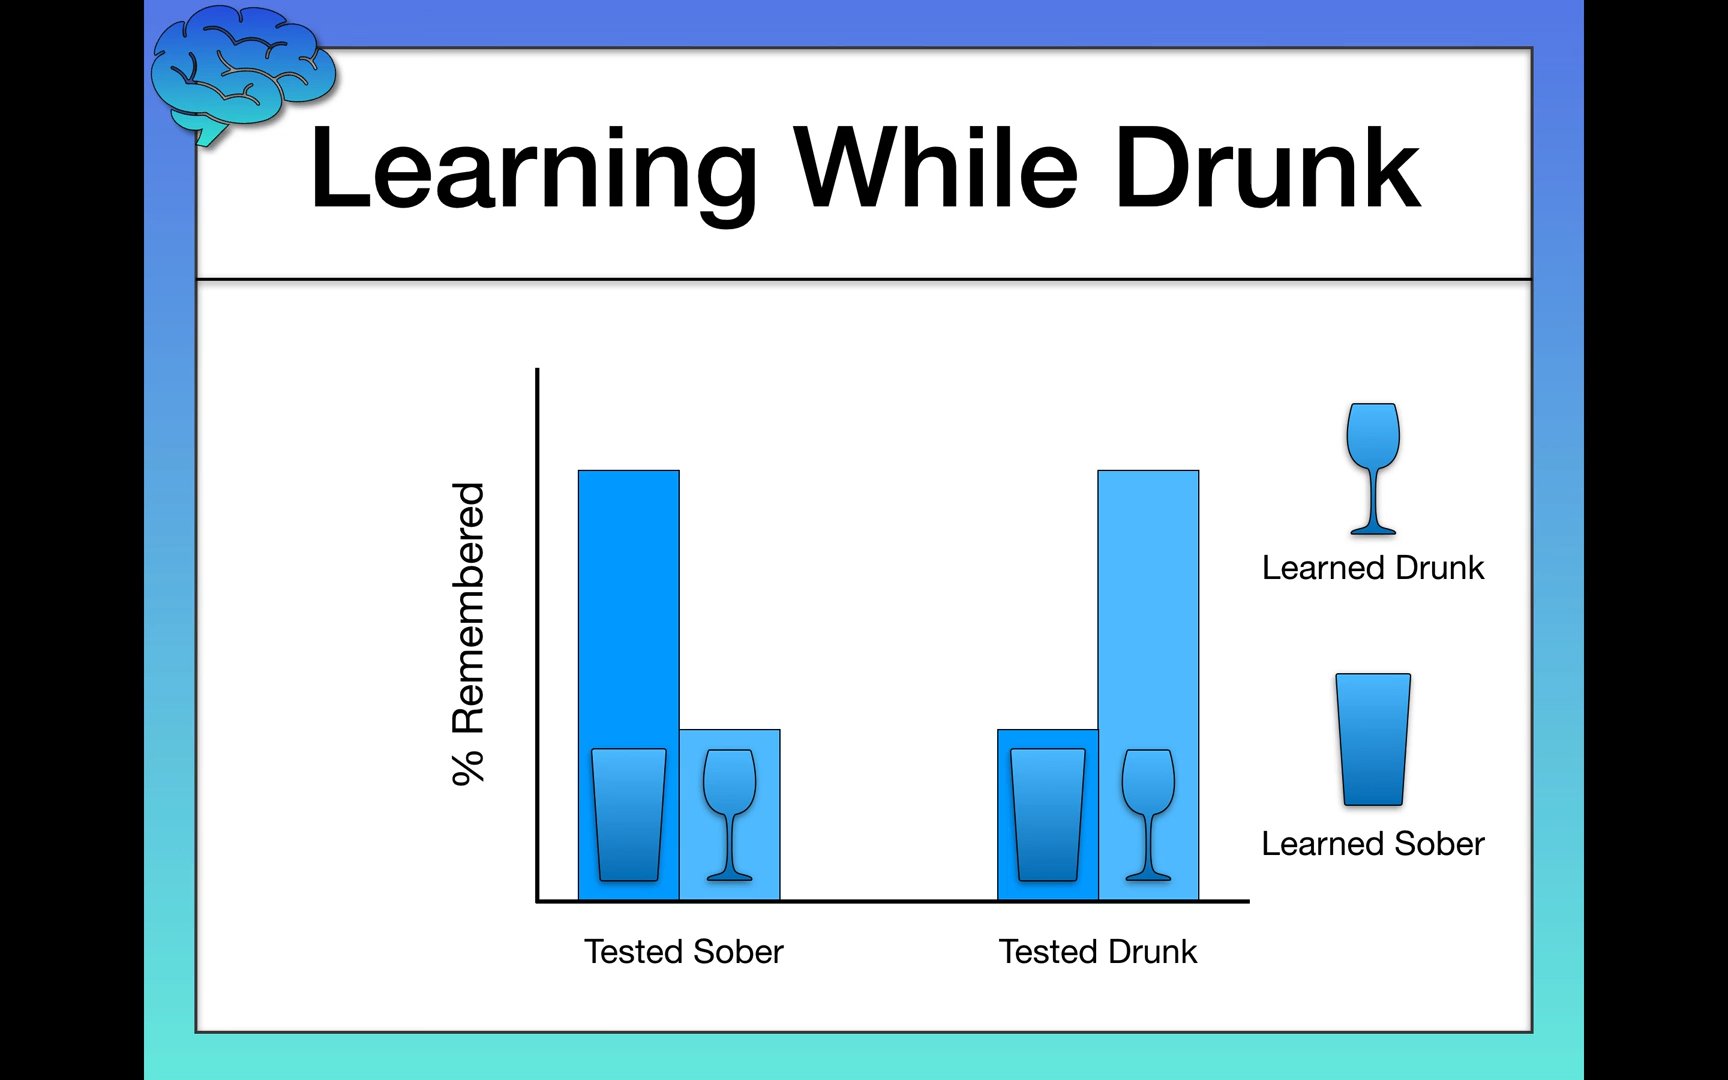 Learning While Drunk
% Remembered
Learned Drunk
Learned Sober
Tested Sober
Tested Drunk